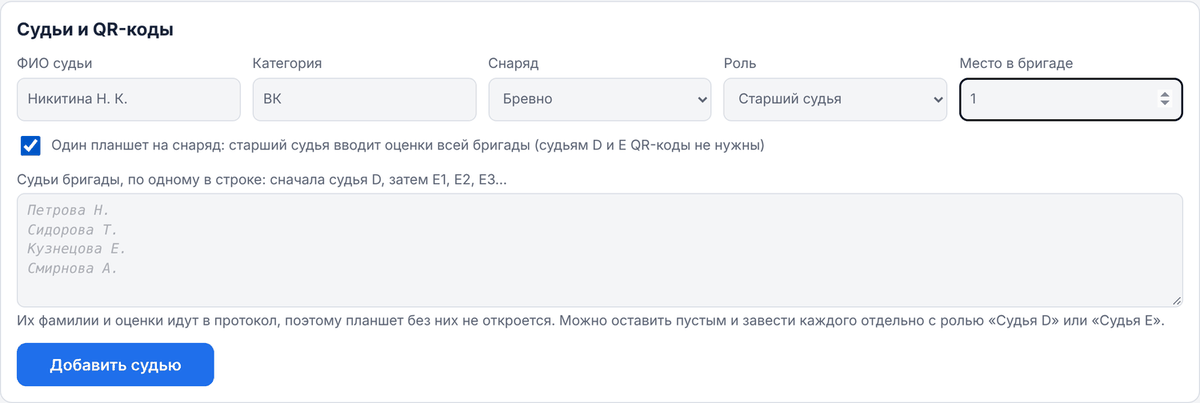 Судьи и QR-коды
ФИО судьи Категория Снаряд Роль Место в бригаде
Никитина Н. К. ВК Бревно Старший судья 1
Один планшет на снаряд: старший судья вводит оценки всей бригады (судьям D и E QR-коды не нужны)
Судьи бригады, по одному в строке: сначала судья D, затем E1, E2, E3...
Петрова Н.
Сидорова Т.
Кузнецова Е.
Смирнова А.
Их фамилии и оценки идут в протокол, поэтому планшет без них не откроется. Можно оставить пустым и завести каждого отдельно с ролью «Судья D» или «Судья E».
Добавить судью